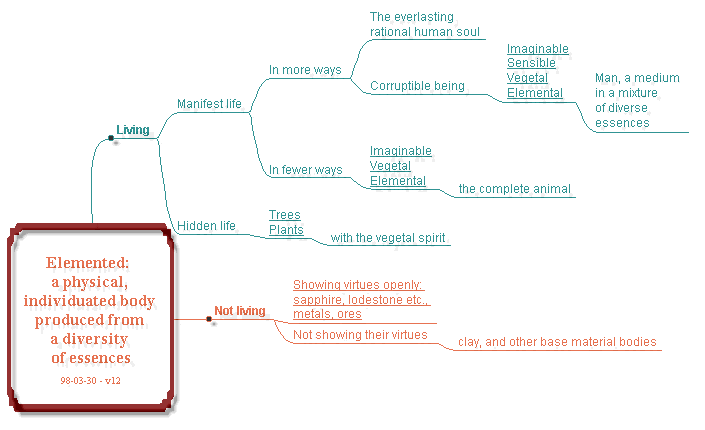 Elemented:
a physical,
individuated body
produced from
a diversity
of essences
98-03-30 - v12
Living
Manifest life
In more ways
The everlasting
rational human soul
Corruptible being
Imaginable
Sensible
Vegetal
Elemental
Man, a medium
in a mixture
of diverse
essences
In fewer ways
Imaginable
Vegetal
Elemental
the complete animal
Hidden life
Trees
Plants
with the vegetal spirit
Not living
Showing virtues openly:
sapphire, lodestone etc.,
metals, ores
Not showing their virtues
clay, and other base material bodies